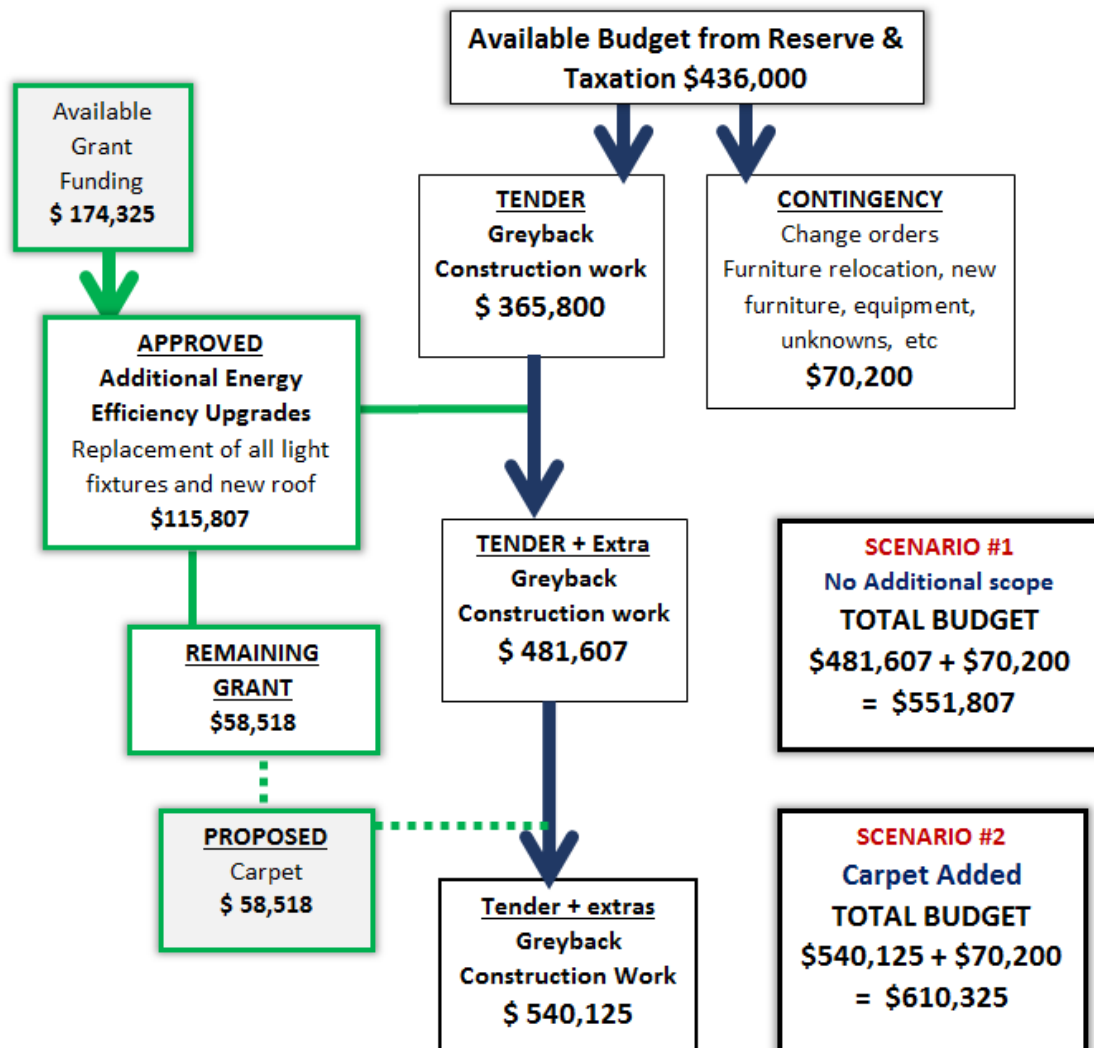 Available Budget from Reserve &
Taxation $436,000
Available
Grant
Funding
$ 174,325
TENDER
Greyback
Construction work
$ 365,800
CONTINGENCY
Change orders
Furniture relocation, new
furniture, equipment,
unknowns, etc
$70,200
APPROVED
Additional Energy
Efficiency Upgrades
Replacement of all light
fixtures and new roof
$115,807
TENDER + Extra
Greyback
Construction work
$ 481,607
SCENARIO #1
No Additional scope
TOTAL BUDGET
$481,607 + $70,200
= $551,807
REMAINING
GRANT
$58,518
PROPOSED
Carpet
$ 58,518
Tender + extras
Greyback
Construction Work
$ 540,125
SCENARIO #2
Carpet Added
TOTAL BUDGET
$540,125 + $70,200
= $610,325